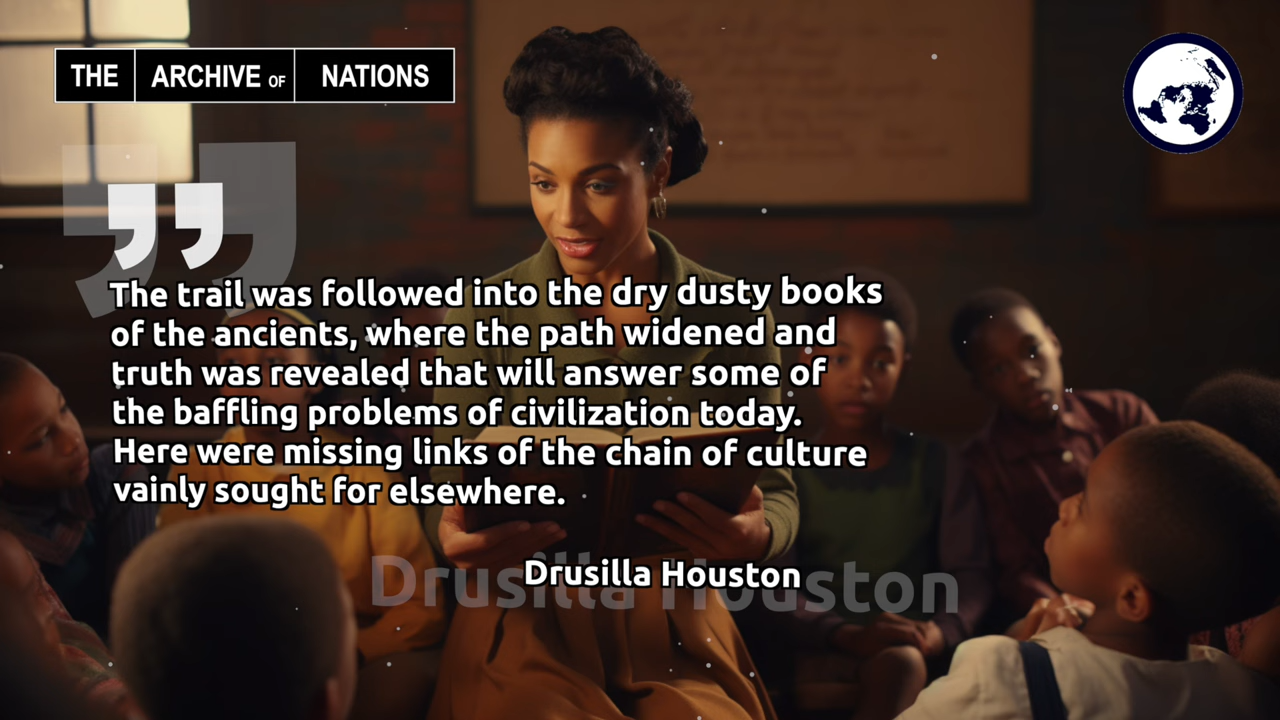 THE ARCHIVE OF NATIONS
”
The trail was followed into the dry dusty books
of the ancients, where the path widened and
truth was revealed that will answer some of
the baffling problems of civilization today.
Here were missing links of the chain of culture
vainly sought for elsewhere.
Drusilla Houston
Drusilla Houston